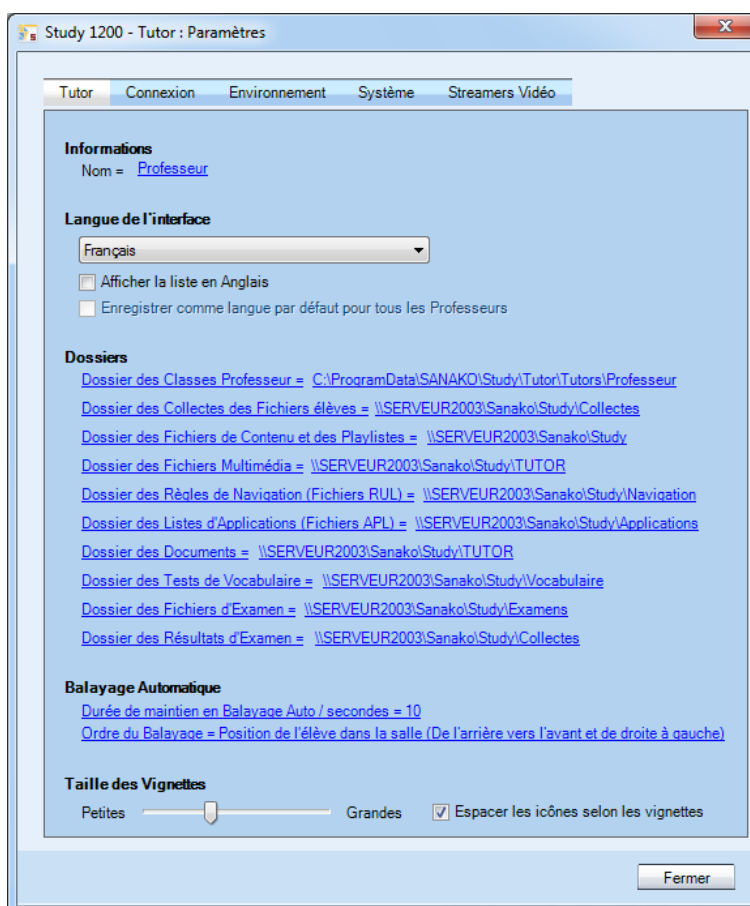 Study 1200 - Tutor : Paramètres
Tutor Connexion Environnement Système Streamers Vidéo
Informations
Nom = Professeur
Langue de l'interface
Français
Afficher la liste en Anglais
Enregistrer comme langue par défaut pour tous les Professeurs
Dossiers
Dossier des Classes Professeur = C:\ProgramData\SANAKO\Study\Tutor\Tutors\Professeur
Dossier des Collectes des Fichiers élèves = \\SERVEUR2003\Sanako\Study\Collectes
Dossier des Fichiers de Contenu et des Playlistes = \\SERVEUR2003\Sanako\Study
Dossier des Fichiers Multimédia = \\SERVEUR2003\Sanako\Study\TUTOR
Dossier des Règles de Navigation (Fichiers RUL) = \\SERVEUR2003\Sanako\Study\Navigation
Dossier des Listes d'Applications (Fichiers APL) = \\SERVEUR2003\Sanako\Study\Applications
Dossier des Documents = \\SERVEUR2003\Sanako\Study\TUTOR
Dossier des Tests de Vocabulaire = \\SERVEUR2003\Sanako\Study\Vocabulaire
Dossier des Fichiers d'Examen = \\SERVEUR2003\Sanako\Study\Examens
Dossier des Résultats d'Examen = \\SERVEUR2003\Sanako\Study\Collectes
Balayage Automatique
Durée de maintien en Balayage Auto / secondes = 10
Ordre du Balayage = Position de l'élève dans la salle (De l'arrière vers l'avant et de droite à gauche)
Taille des Vignettes
Petites Grandes Espacer les icônes selon les vignettes
Fermer